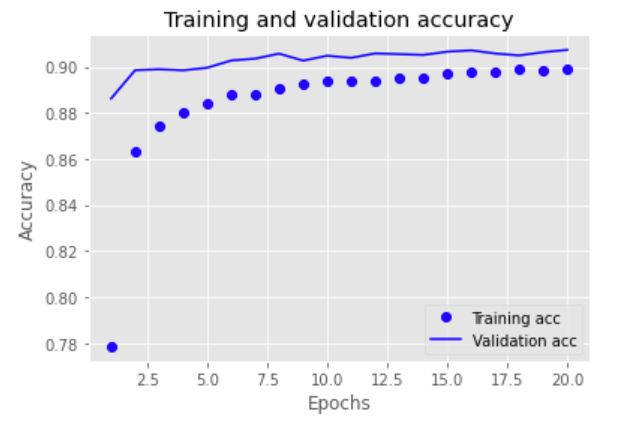 Training and validation accuracy
0.90
0.88
0.86
0.84
0.82
0.80
0.78
Accuracy
Training acc
Validation acc
2.5 5.0 7.5 10.0 12.5 15.0 17.5 20.0
Epochs